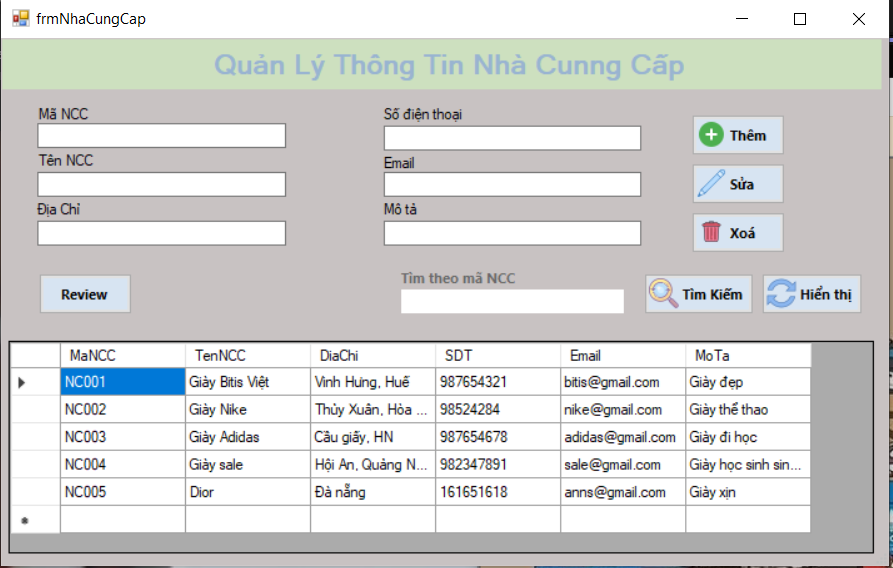 frmNhaCungCap
Quản Lý Thông Tin Nhà Cunng Cấp
Mã NCC
Số điện thoại
Thêm
Tên NCC
Email
Sửa
Địa Chỉ
Mô tả
Xoá
Review
Tìm theo mã NCC
Tìm Kiếm
Hiển thị
MaNCC TenNCC DiaChi SDT Email MoTa
NC001 Giày Bitis Việt Vinh Hưng, Huế 987654321 bitis@gmail.com Giày đẹp
NC002 Giày Nike Thủy Xuân, Hòa ... 98524284 nike@gmail.com Giày thể thao
NC003 Giày Adidas Cầu giấy, HN 987654678 adidas@gmail.com Giày đi học
NC004 Giày sale Hội An, Quảng N... 982347891 sale@gmail.com Giày học sinh sin...
NC005 Dior Đà nẵng 161651618 anns@gmail.com Giày xịn